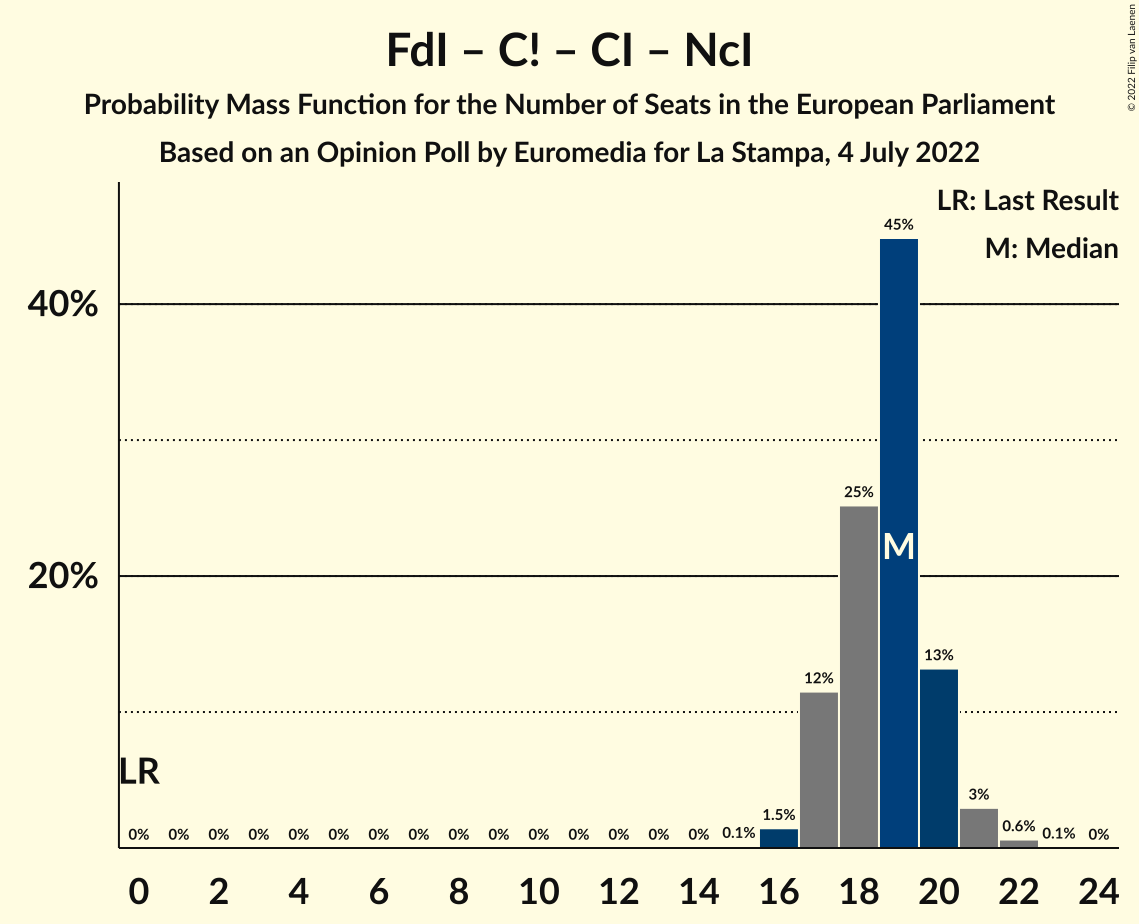 FdI – C! – CI – NcI
Probability Mass Function for the Number of Seats in the European Parliament
Based on an Opinion Poll by Euromedia for La Stampa, 4 July 2022
© 2022 Filip van Laenen
LR: Last Result
M: Median
45%
40%
25%
M
20%
13%
12%
LR
3%
1.5%
0% 0% 0% 0% 0% 0% 0% 0% 0% 0% 0% 0% 0% 0% 0% 0.1% 0.6% 0.1% 0%
0 2 4 6 8 10 12 14 16 18 20 22 24